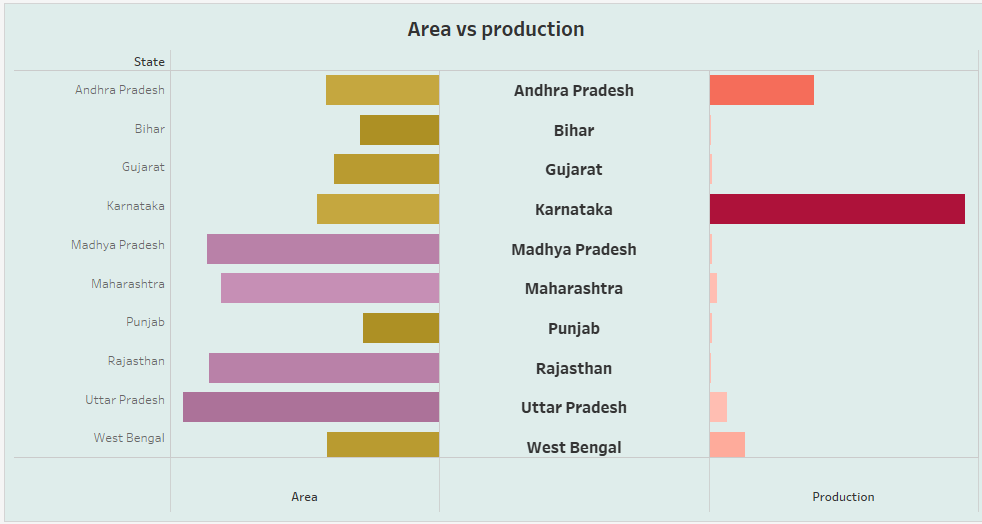 Area vs production
State
Andhra Pradesh Andhra Pradesh
Bihar Bihar
Gujarat Gujarat
Karnataka Karnataka
Madhya Pradesh Madhya Pradesh
Maharashtra Maharashtra
Punjab Punjab
Rajasthan Rajasthan
Uttar Pradesh Uttar Pradesh
West Bengal West Bengal
Area Production